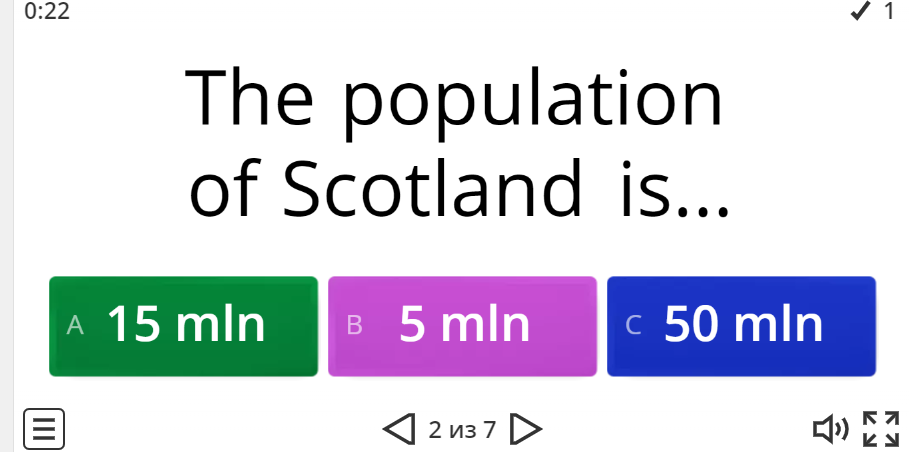 0:22 ✓ 1
The population
of Scotland is...
A 15 mln B 5 mln C 50 mln
2 из 7